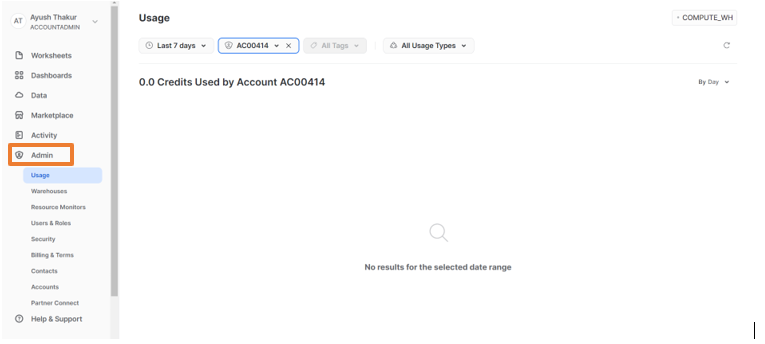 AT
Ayush Thakur
ACCOUNTADMIN
Worksheets
Dashboards
Data
Marketplace
Activity
Admin
Usage
Warehouses
Resource Monitors
Users & Roles
Security
Billing & Terms
Contacts
Accounts
Partner Connect
Help & Support
Usage
COMPUTE_WH
Last 7 days
AC00414
All Tags
All Usage Types
0.0 Credits Used by Account AC00414
By Day
No results for the selected date range